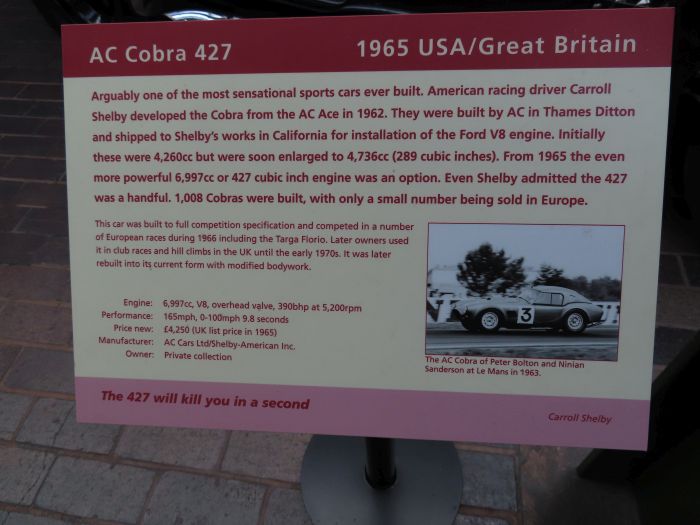 AC Cobra 427
1965 USA/Great Britain
Arguably one of the most sensational sports cars ever built. American racing driver Carroll
Shelby developed the Cobra from the AC Ace in 1962. They were built by AC in Thames Ditton
and shipped to Shelby's works in California for installation of the Ford V8 engine. Initially
these were 4,260cc but were soon enlarged to 4,736cc (289 cubic inches). From 1965 the even
more powerful 6,997cc or 427 cubic inch engine was an option. Even Shelby admitted the 427
was a handful. 1,008 Cobras were built, with only a small number being sold in Europe.
This car was built to full competition specification and competed in a number
of European races during 1966 including the Targa Florio. Later owners used
it in club races and hill climbs in the UK until the early 1970s. It was later
rebuilt into its current form with modified bodywork.
Engine: 6,997cc, V8, overhead valve, 390bhp at 5,200rpm
Performance: 165mph, 0-100mph 9.8 seconds
Price new: £4,250 (UK list price in 1965)
Manufacturer: AC Cars Ltd/Shelby-American Inc.
Owner: Private collection
3
The AC Cobra of Peter Bolton and Ninian
Sanderson at Le Mans in 1963.
The 427 will kill you in a second
Carroll Shelby